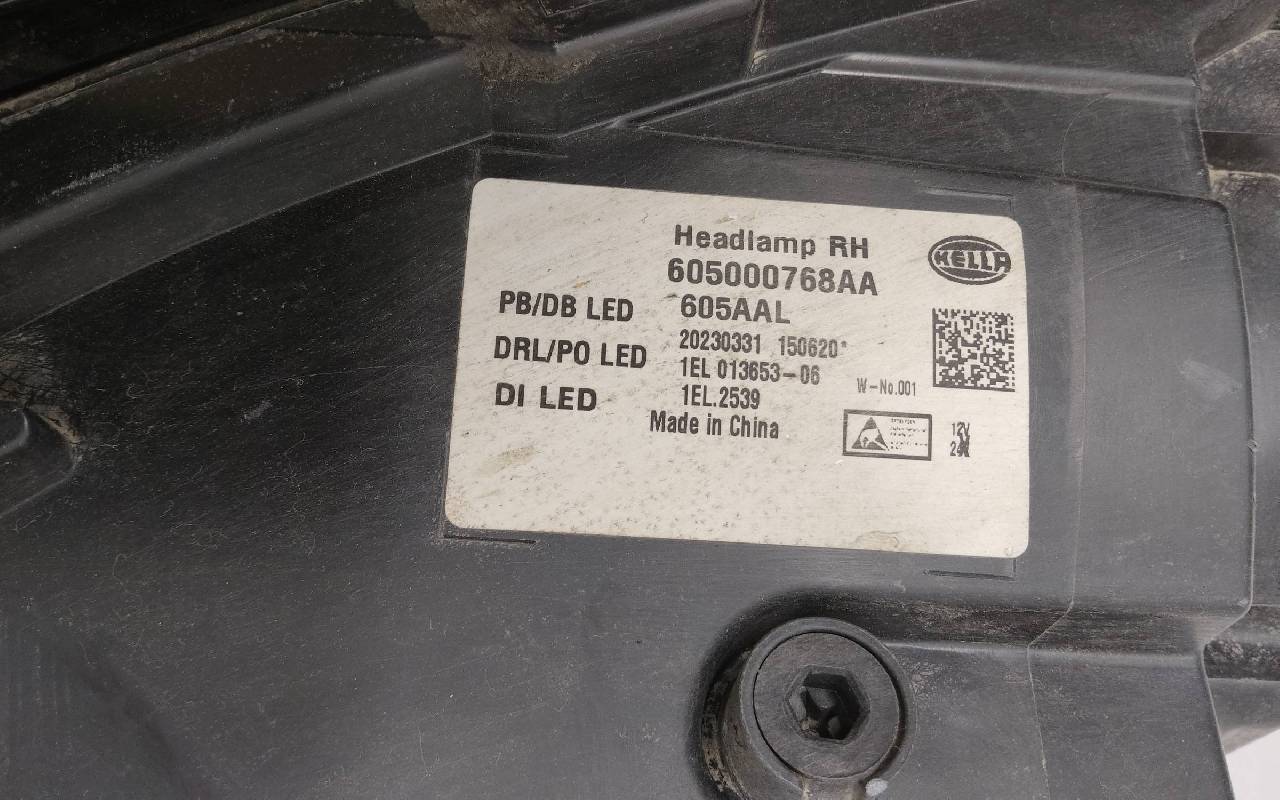 Headlamp RH
HELLA
605000768AA
PB/DB LED 605AAL
DRL/PO LED 20230331 150620*
1EL 013653-06
DI LED 1EL.2539
W-No.001
Made in China
12V